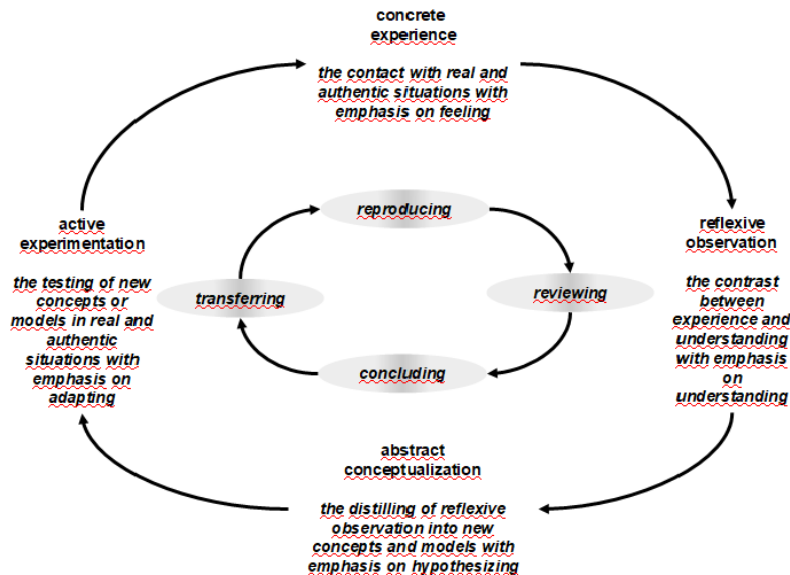 concrete
experience
the contact with real and
authentic situations with
emphasis on feeling
reproducing
active
experimentation
reflexive
observation
the testing of new
concepts or
models in real and
authentic
situations with
emphasis on
adapting
transferring
reviewing
the contrast
between
experience and
understanding
with emphasis
on
understanding
concluding
abstract
conceptualization
the distilling of reflexive
observation into new
concepts and models with
emphasis on hypothesizing